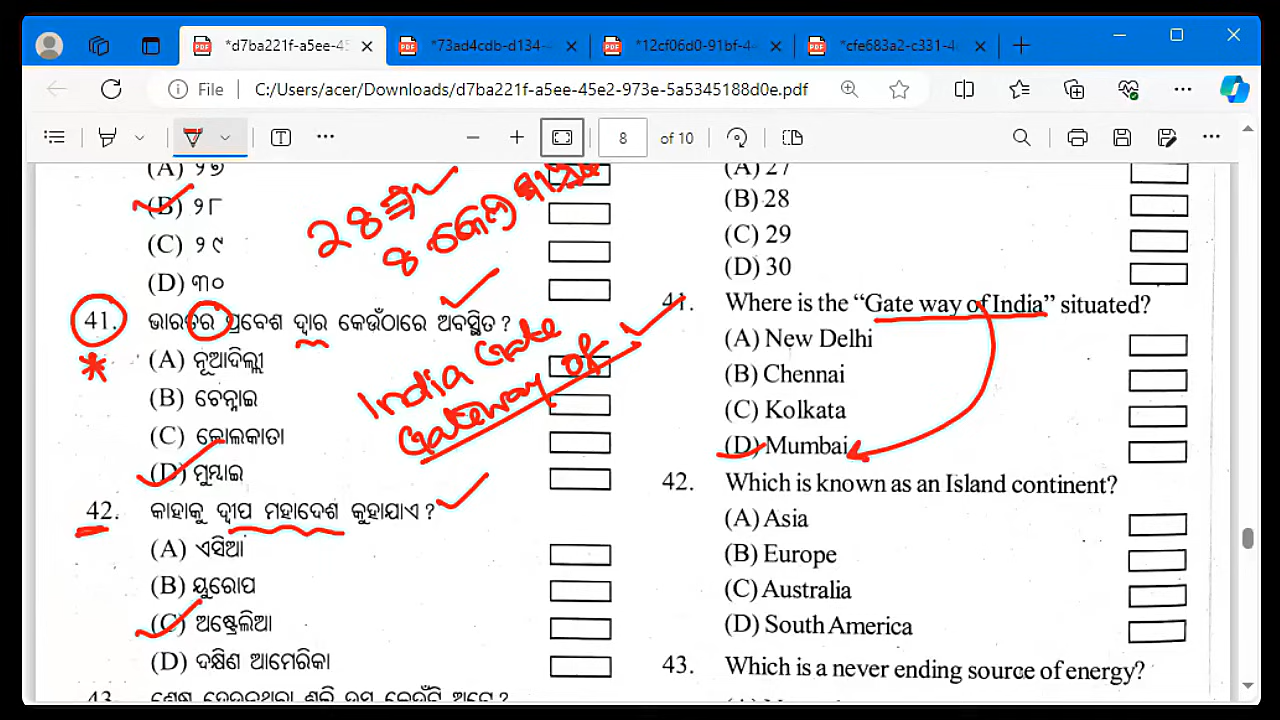 *d7ba221f-a5ee-45
*73ad4cdb-d134-
*12cf06d0-91bf-4
*cfe683a2-c331-4
File
C:/Users/acer/Downloads/d7ba221f-a5ee-45e2-973e-5a5345188d0e.pdf
8 of 10
(A) ୨୭
(B) ୨୮
(C) ୨୯
(D) ୩୦
28
8
41. ଭାରତର ପ୍ରବେଶ ଦ୍ୱାର କେଉଁଠାରେ ଅବସ୍ଥିତ ?
(A) ନୂଆଦିଲ୍ଲୀ
(B) ଚେନ୍ନାଇ
(C) କୋଲକାତା
(D) ମୁମ୍ବାଇ
India Gate
Gateway of
42. କାହାକୁ ଦ୍ୱୀପ ମହାଦେଶ କୁହାଯାଏ ?
(A) ଏସିଆ
(B) ୟୁରୋପ
(C) ଅଷ୍ଟ୍ରେଲିଆ
(D) ଦକ୍ଷିଣ ଆମେରିକା
43.
(A) 27
(B) 28
(C) 29
(D) 30
41. Where is the “Gate way of India” situated?
(A) New Delhi
(B) Chennai
(C) Kolkata
(D) Mumbai
42. Which is known as an Island continent?
(A) Asia
(B) Europe
(C) Australia
(D) South America
43. Which is a never ending source of energy?